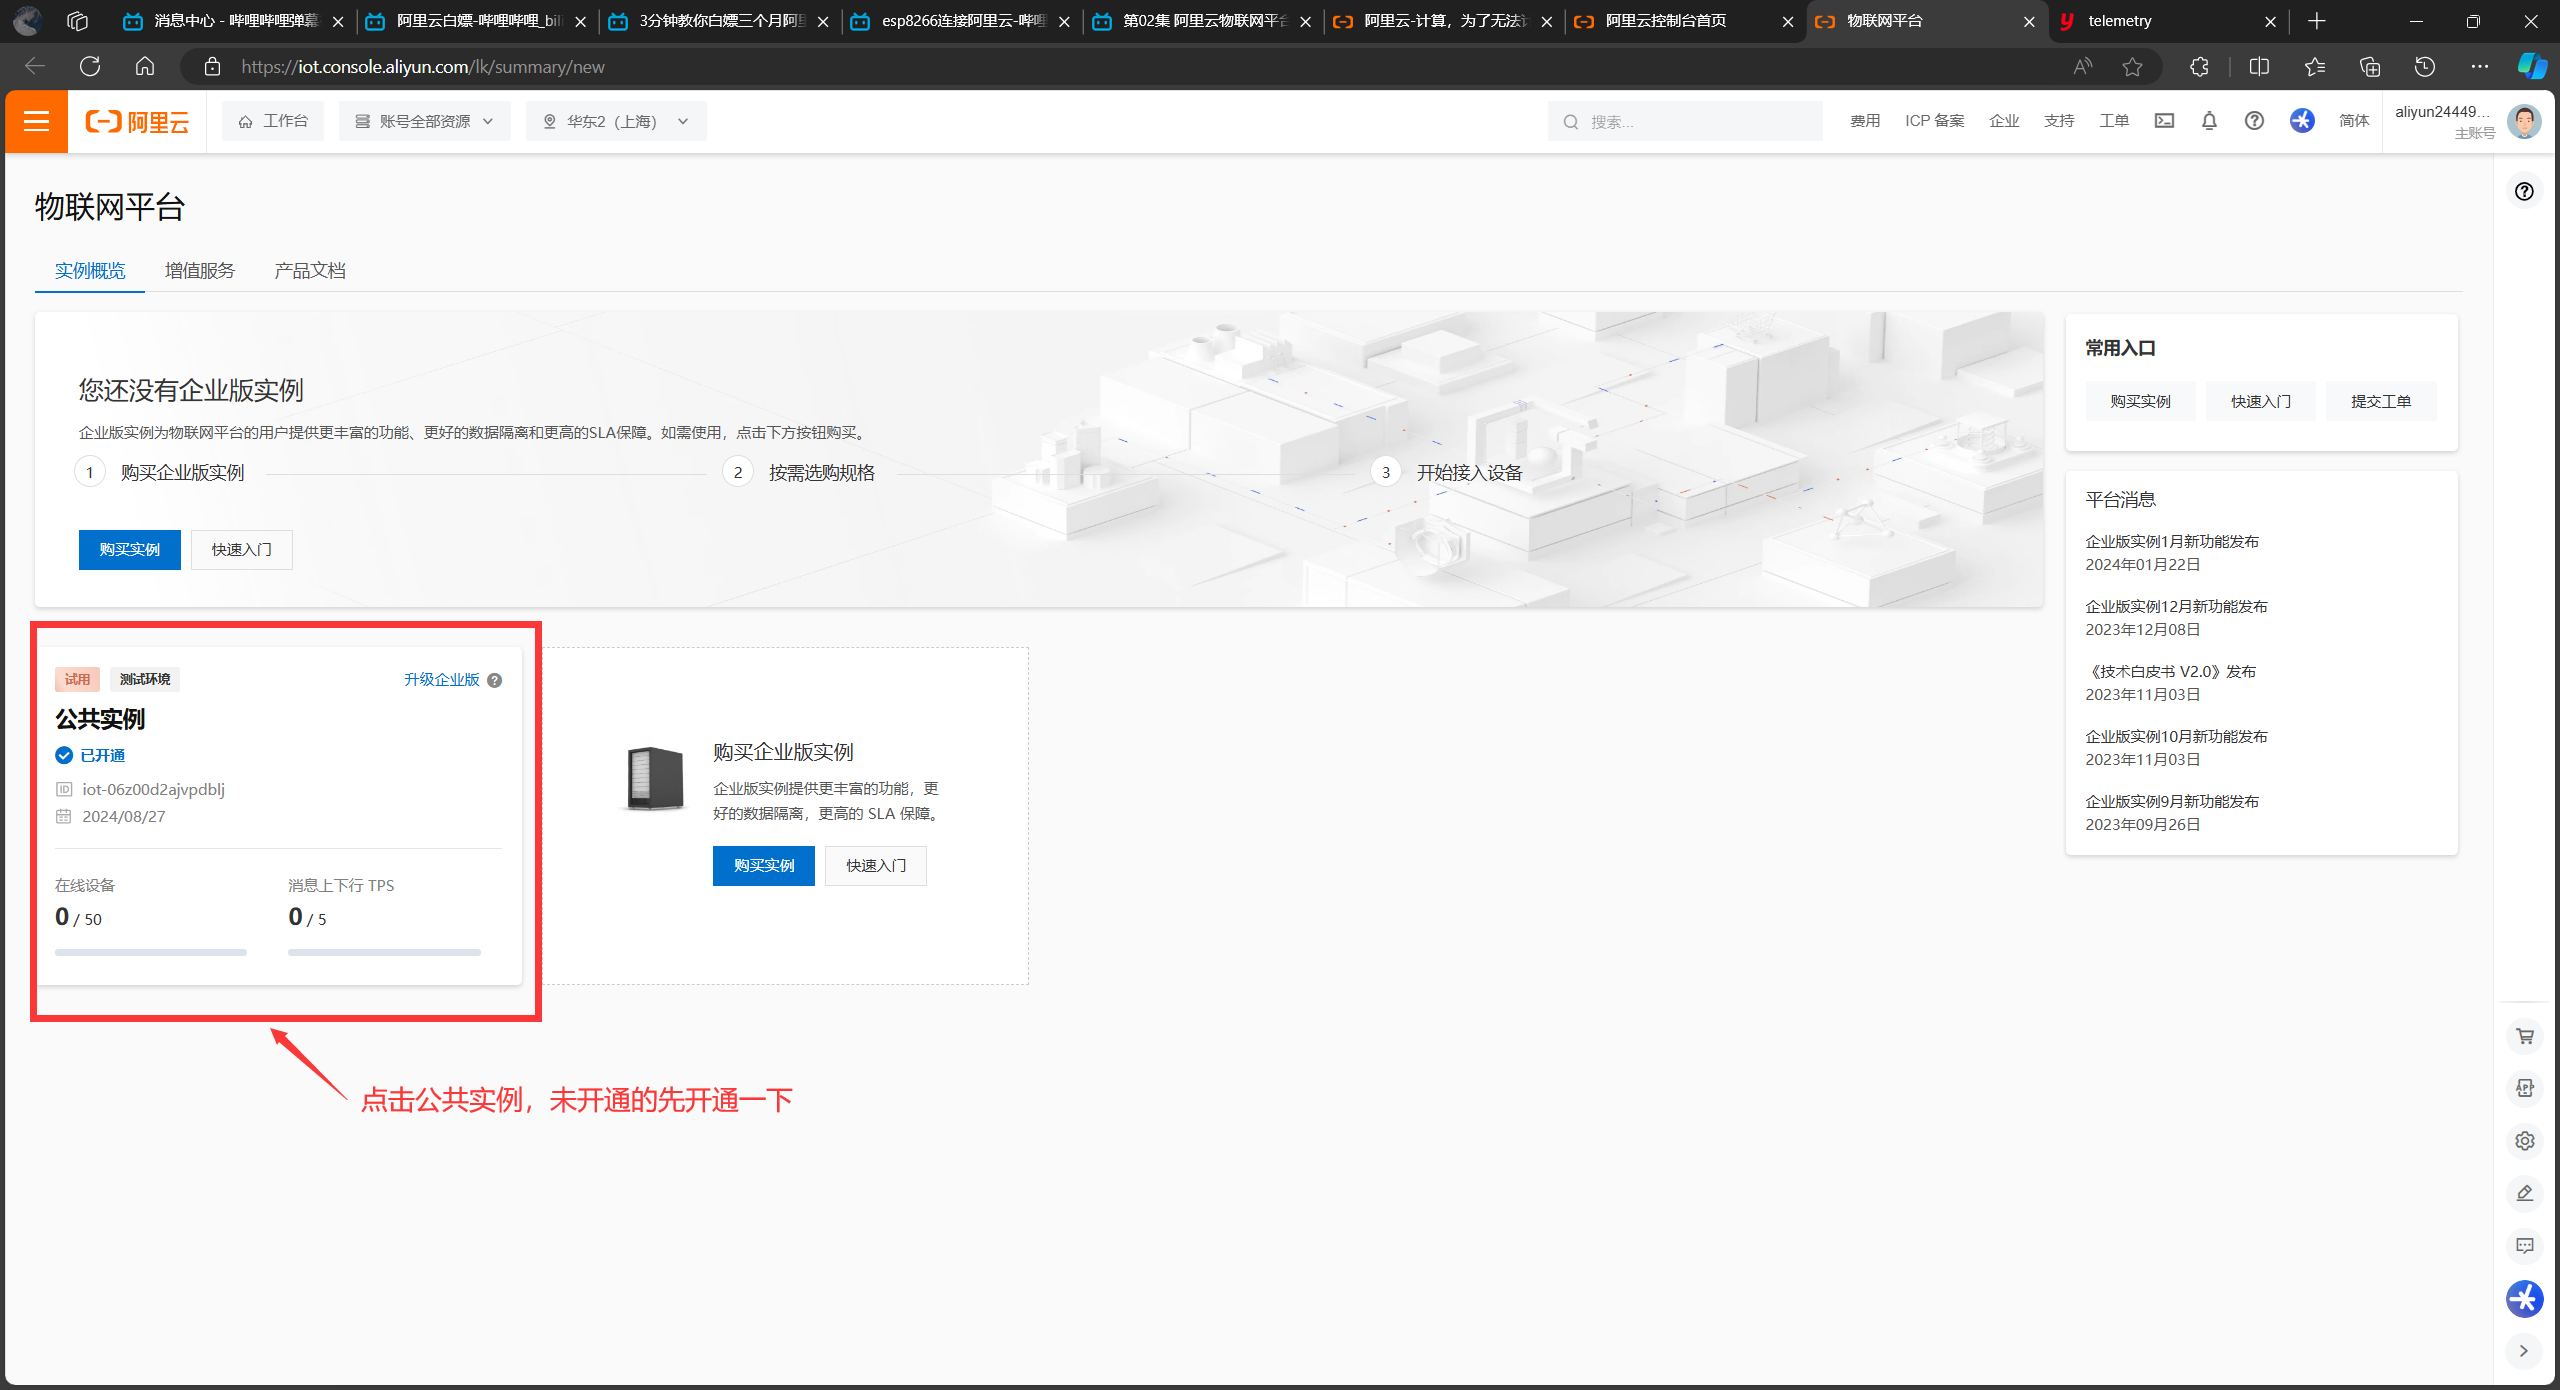 消息中心 - 哔哩哔哩弹幕
阿里云白嫖-哔哩哔哩_bili
3分钟教你白嫖三个月阿里
esp8266连接阿里云-哔哩
第02集 阿里云物联网平台
阿里云-计算，为了无法计
阿里云控制台首页
物联网平台
telemetry
https://iot.console.aliyun.com/lk/summary/new
阿里云
工作台
账号全部资源
华东2（上海）
搜索...
费用
ICP 备案
企业
支持
工单
简体
aliyun24449...
主账号
物联网平台
实例概览
增值服务
产品文档
您还没有企业版实例
企业版实例为物联网平台的用户提供更丰富的功能、更好的数据隔离和更高的SLA保障。如需使用，点击下方按钮购买。
1 购买企业版实例
2 按需选购规格
3 开始接入设备
购买实例
快速入门
常用入口
购买实例
快速入门
提交工单
平台消息
企业版实例1月新功能发布
2024年01月22日
企业版实例12月新功能发布
2023年12月08日
《技术白皮书 V2.0》发布
2023年11月03日
企业版实例10月新功能发布
2023年11月03日
企业版实例9月新功能发布
2023年09月26日
试用
测试环境
升级企业版
公共实例
已开通
ID iot-06z00d2ajvpdblj
2024/08/27
在线设备
0 / 50
消息上下行 TPS
0 / 5
购买企业版实例
企业版实例提供更丰富的功能，更
好的数据隔离，更高的 SLA 保障。
购买实例
快速入门
点击公共实例，未开通的先开通一下
APP